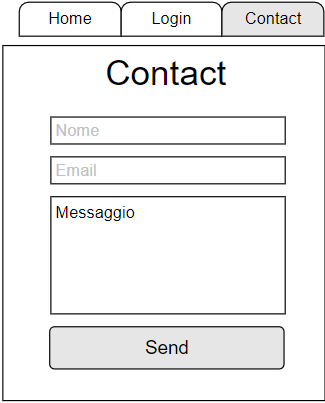 Home Login Contact
Contact
Nome
Email
Messaggio
Send